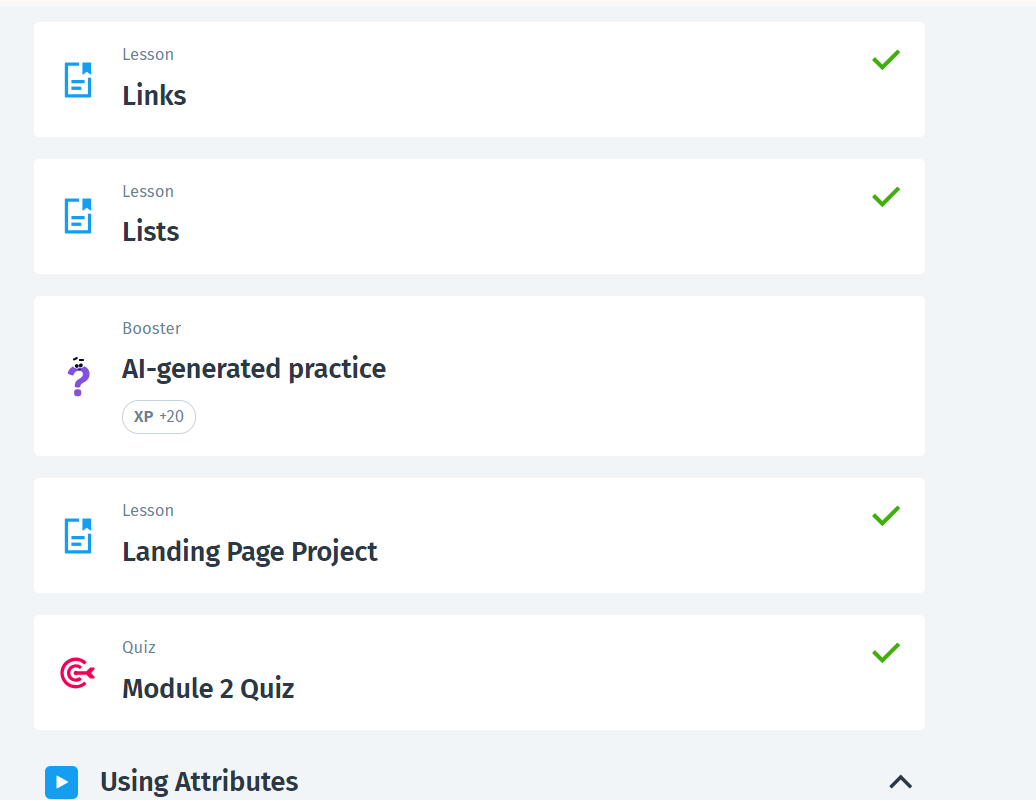 Lesson
Links
Lesson
Lists
Booster
AI-generated practice
XP +20
Lesson
Landing Page Project
Quiz
Module 2 Quiz
Using Attributes